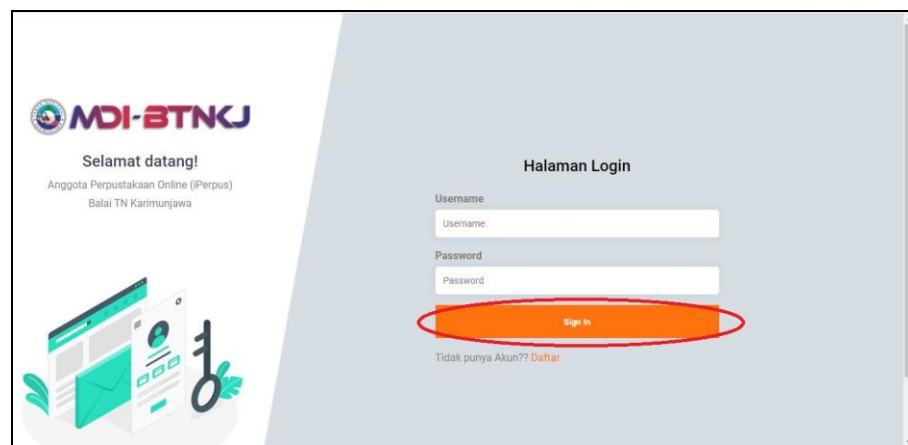 MDI-BTNKJ
Selamat datang!
Anggota Perpustakaan Online (iPerpus)
Balai TN Karimunjawa
Halaman Login
Username
Username
Password
Password
Sign In
Tidak punya Akun?? Daftar